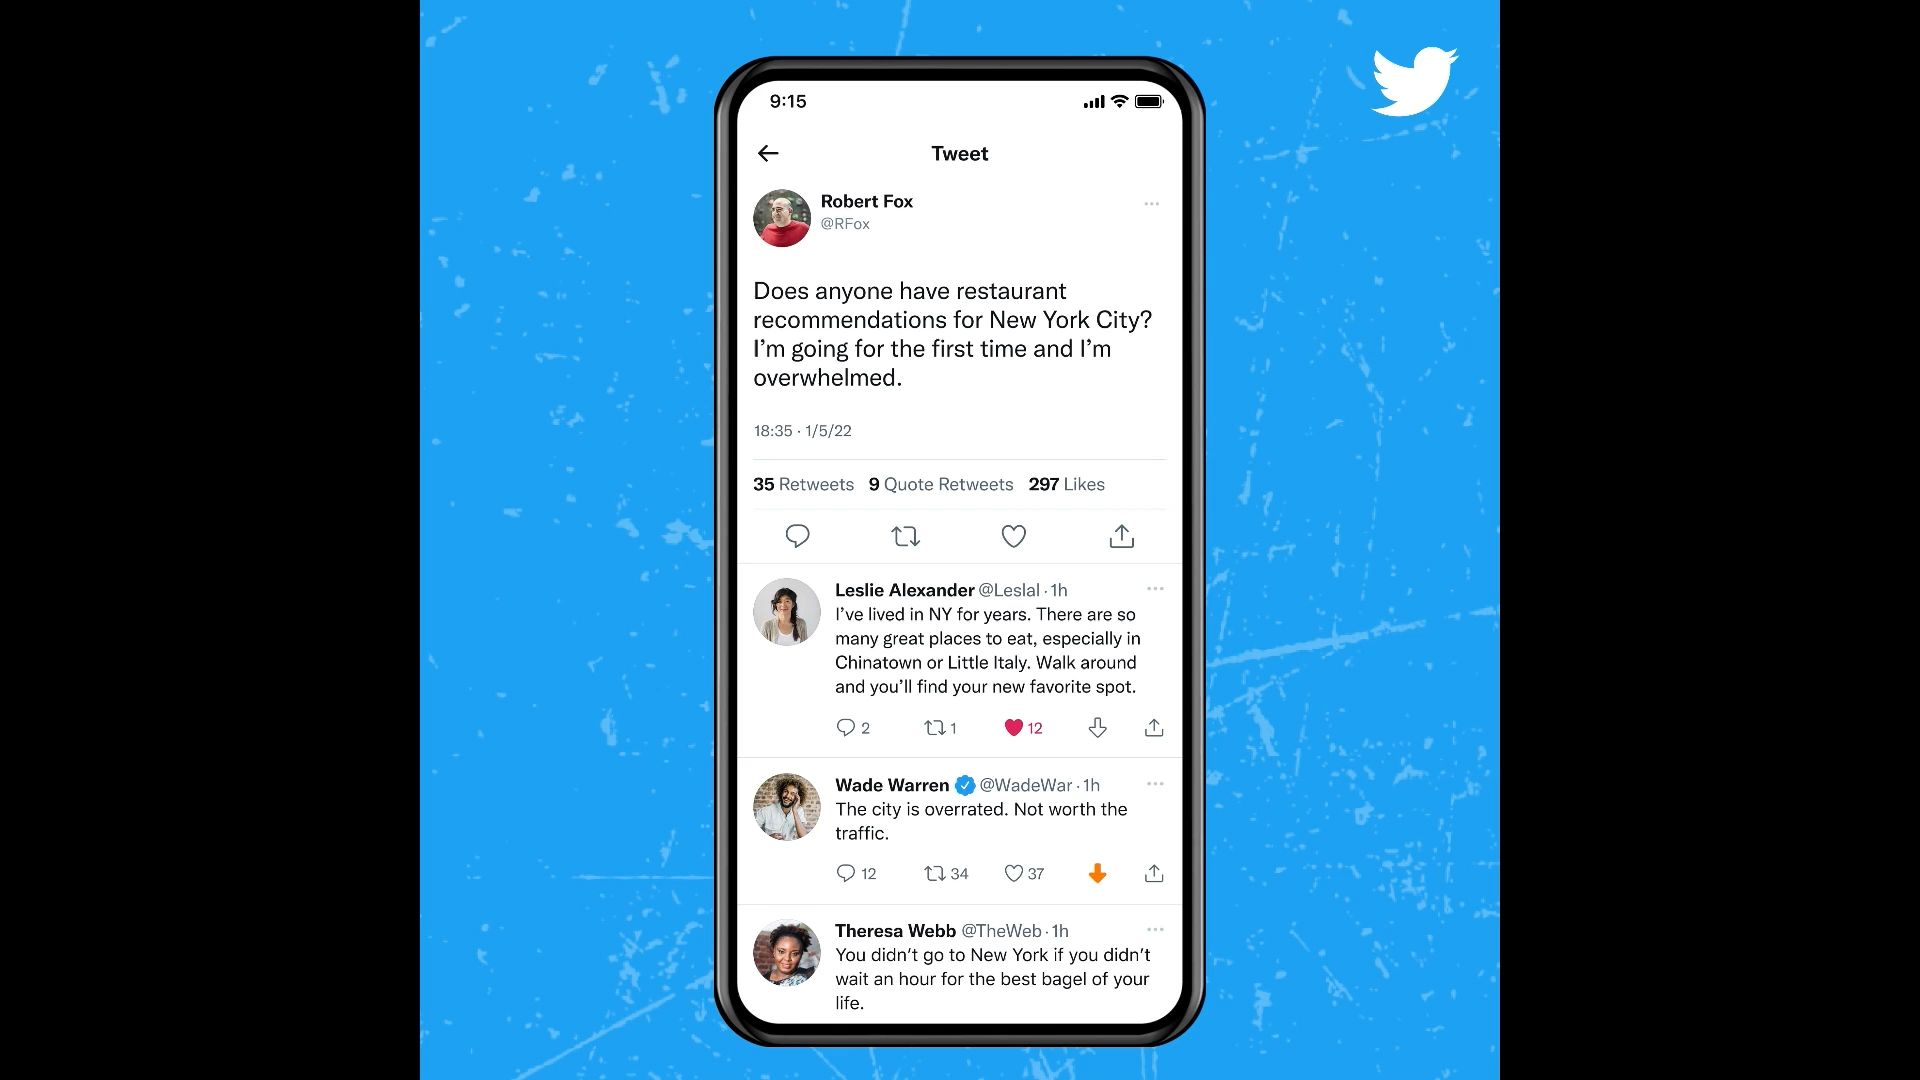 9:15
Tweet
Robert Fox
@RFox
Does anyone have restaurant
recommendations for New York City?
I’m going for the first time and I’m
overwhelmed.
18:35 · 1/5/22
35 Retweets 9 Quote Retweets 297 Likes
Leslie Alexander @Leslal · 1h
I’ve lived in NY for years. There are so
many great places to eat, especially in
Chinatown or Little Italy. Walk around
and you’ll find your new favorite spot.
2 1 12
Wade Warren @WadeWar · 1h
The city is overrated. Not worth the
traffic.
12 34 37
Theresa Webb @TheWeb · 1h
You didn’t go to New York if you didn’t
wait an hour for the best bagel of your
life.